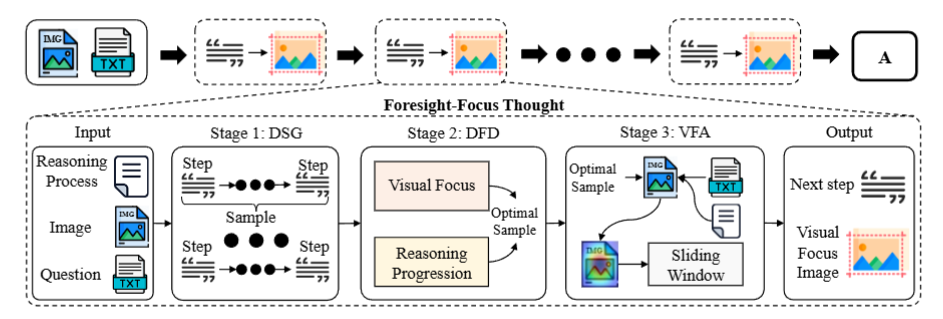 IMG
TXT
A
Foresight-Focus Thought
Input
Stage 1: DSG
Stage 2: DFD
Stage 3: VFA
Output
Reasoning
Process
Image
IMG
Question
TXT
Step
Step
Sample
Step
Step
Visual Focus
Reasoning
Progression
Optimal
Sample
Optimal
Sample
IMG
TXT
IMG
Sliding
Window
Next step
Visual
Focus
Image